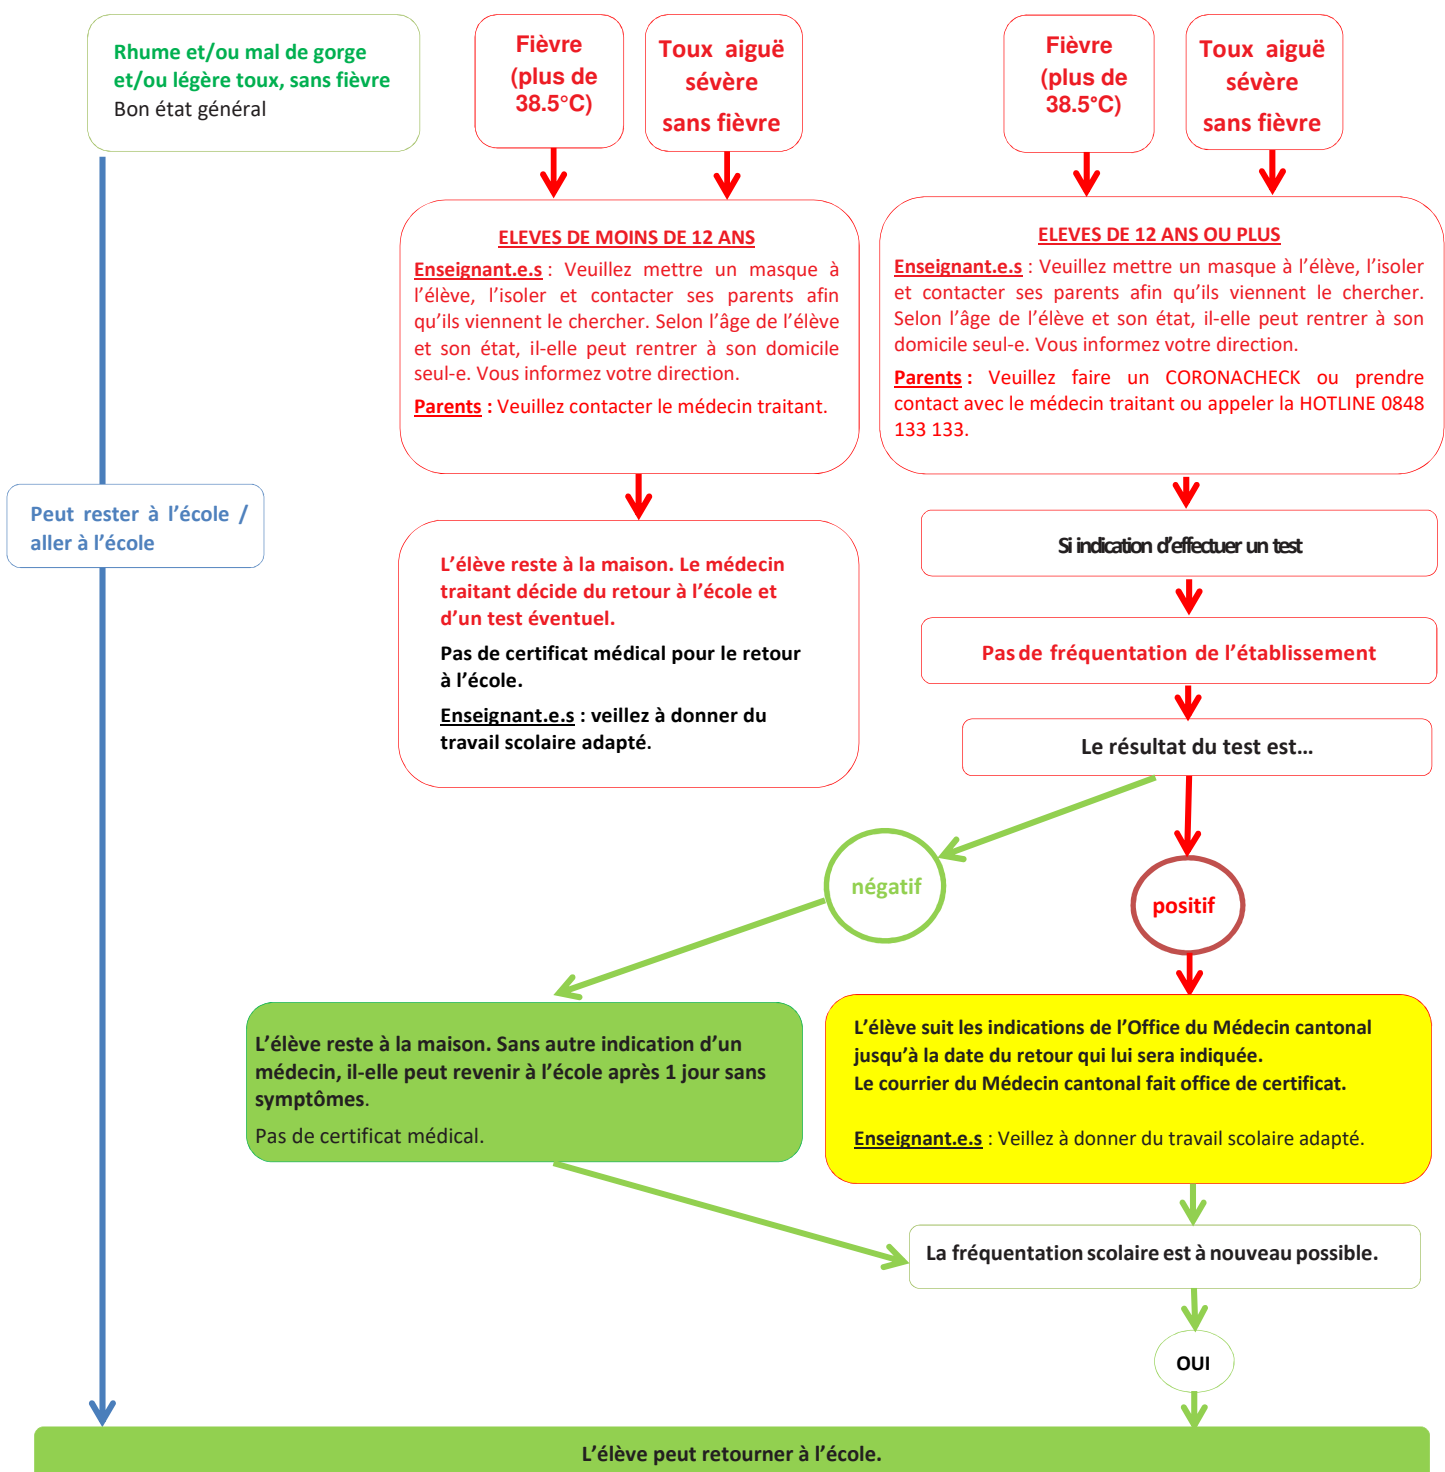 Rhume et/ou mal de gorge
et/ou légère toux, sans fièvre
Bon état général
Fièvre
(plus de
38.5°C)
Toux aiguë
sévère
sans fièvre
Fièvre
(plus de
38.5°C)
Toux aiguë
sévère
sans fièvre
ELEVES DE MOINS DE 12 ANS
Enseignant.e.s : Veuillez mettre un masque à
l’élève, l’isoler et contacter ses parents afin
qu’ils viennent le chercher. Selon l’âge de l’élève
et son état, il-elle peut rentrer à son domicile
seul-e. Vous informez votre direction.
Parents : Veuillez contacter le médecin traitant.
ELEVES DE 12 ANS OU PLUS
Enseignant.e.s : Veuillez mettre un masque à l’élève, l’isoler
et contacter ses parents afin qu’ils viennent le chercher.
Selon l’âge de l’élève et son état, il-elle peut rentrer à son
domicile seul-e. Vous informez votre direction.
Parents : Veuillez faire un CORONACHECK ou prendre
contact avec le médecin traitant ou appeler la HOTLINE 0848
133 133.
Peut rester à l’école /
aller à l’école
L’élève reste à la maison. Le médecin
traitant décide du retour à l’école et
d’un test éventuel.
Pas de certificat médical pour le retour
à l’école.
Enseignant.e.s : veillez à donner du
travail scolaire adapté.
Si indication d’effectuer un test
Pas de fréquentation de l’établissement
Le résultat du test est…
négatif
positif
L’élève reste à la maison. Sans autre indication d’un
médecin, il-elle peut revenir à l’école après 1 jour sans
symptômes.
Pas de certificat médical.
L’élève suit les indications de l’Office du Médecin cantonal
jusqu’à la date du retour qui lui sera indiquée.
Le courrier du Médecin cantonal fait office de certificat.
Enseignant.e.s : Veillez à donner du travail scolaire adapté.
La fréquentation scolaire est à nouveau possible.
OUI
L’élève peut retourner à l’école.